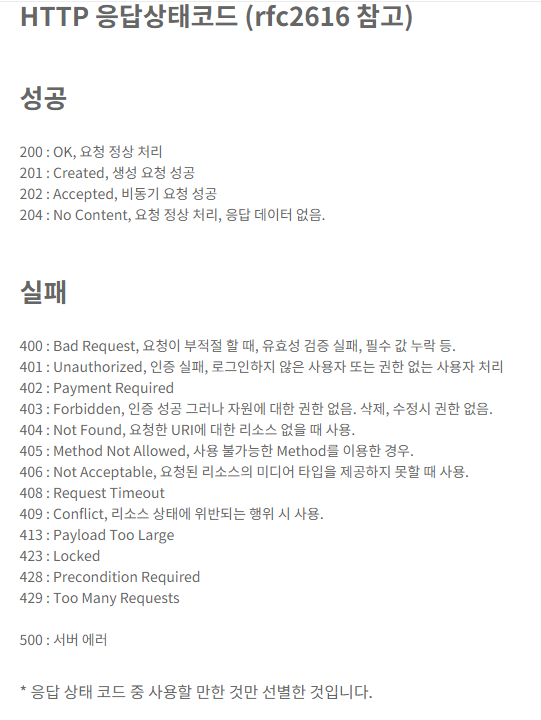 HTTP 응답상태코드 (rfc2616 참고)
성공
200 : OK, 요청 정상 처리
201 : Created, 생성 요청 성공
202 : Accepted, 비동기 요청 성공
204 : No Content, 요청 정상 처리, 응답 데이터 없음.
실패
400 : Bad Request, 요청이 부적절 할 때, 유효성 검증 실패, 필수 값 누락 등.
401 : Unauthorized, 인증 실패, 로그인하지 않은 사용자 또는 권한 없는 사용자 처리
402 : Payment Required
403 : Forbidden, 인증 성공 그러나 자원에 대한 권한 없음. 삭제, 수정시 권한 없음.
404 : Not Found, 요청한 URI에 대한 리소스 없을 때 사용.
405 : Method Not Allowed, 사용 불가능한 Method를 이용한 경우.
406 : Not Acceptable, 요청된 리소스의 미디어 타입을 제공하지 못할 때 사용.
408 : Request Timeout
409 : Conflict, 리소스 상태에 위반되는 행위 시 사용.
413 : Payload Too Large
423 : Locked
428 : Precondition Required
429 : Too Many Requests
500 : 서버 에러
* 응답 상태 코드 중 사용할 만한 것만 선별한 것입니다.